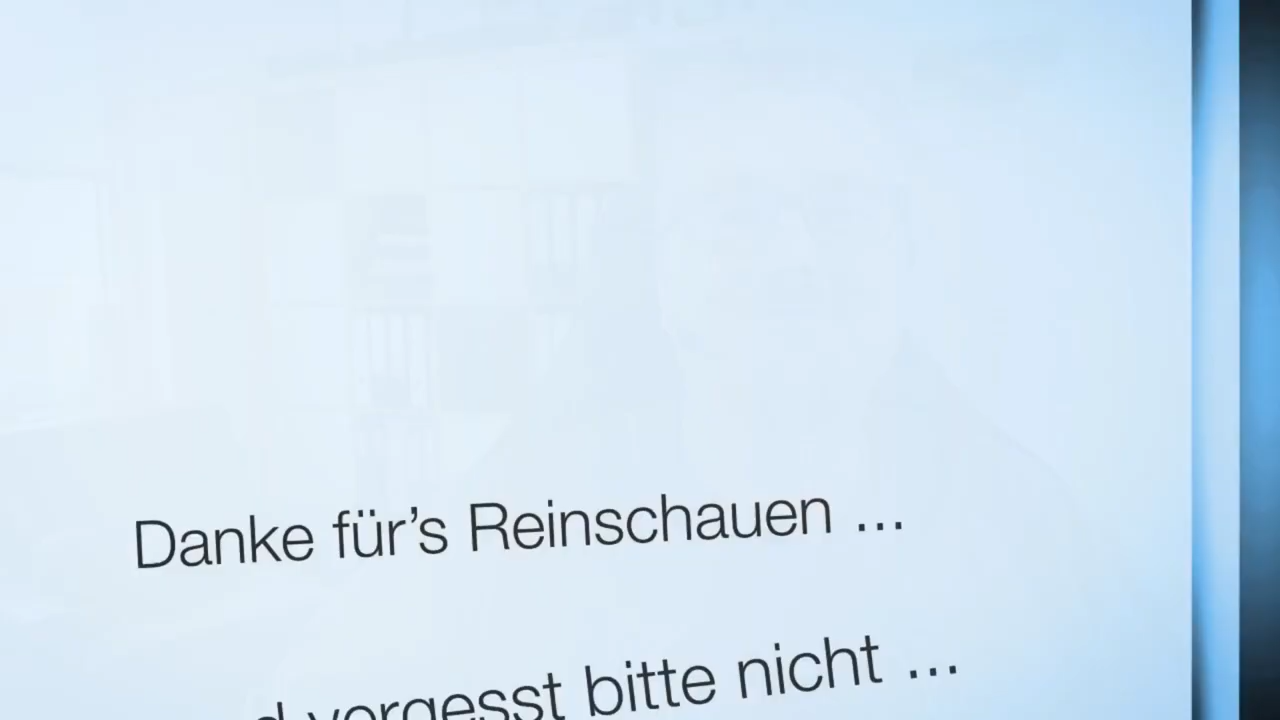 Danke für’s Reinschauen ...
vergesst bitte nicht ...